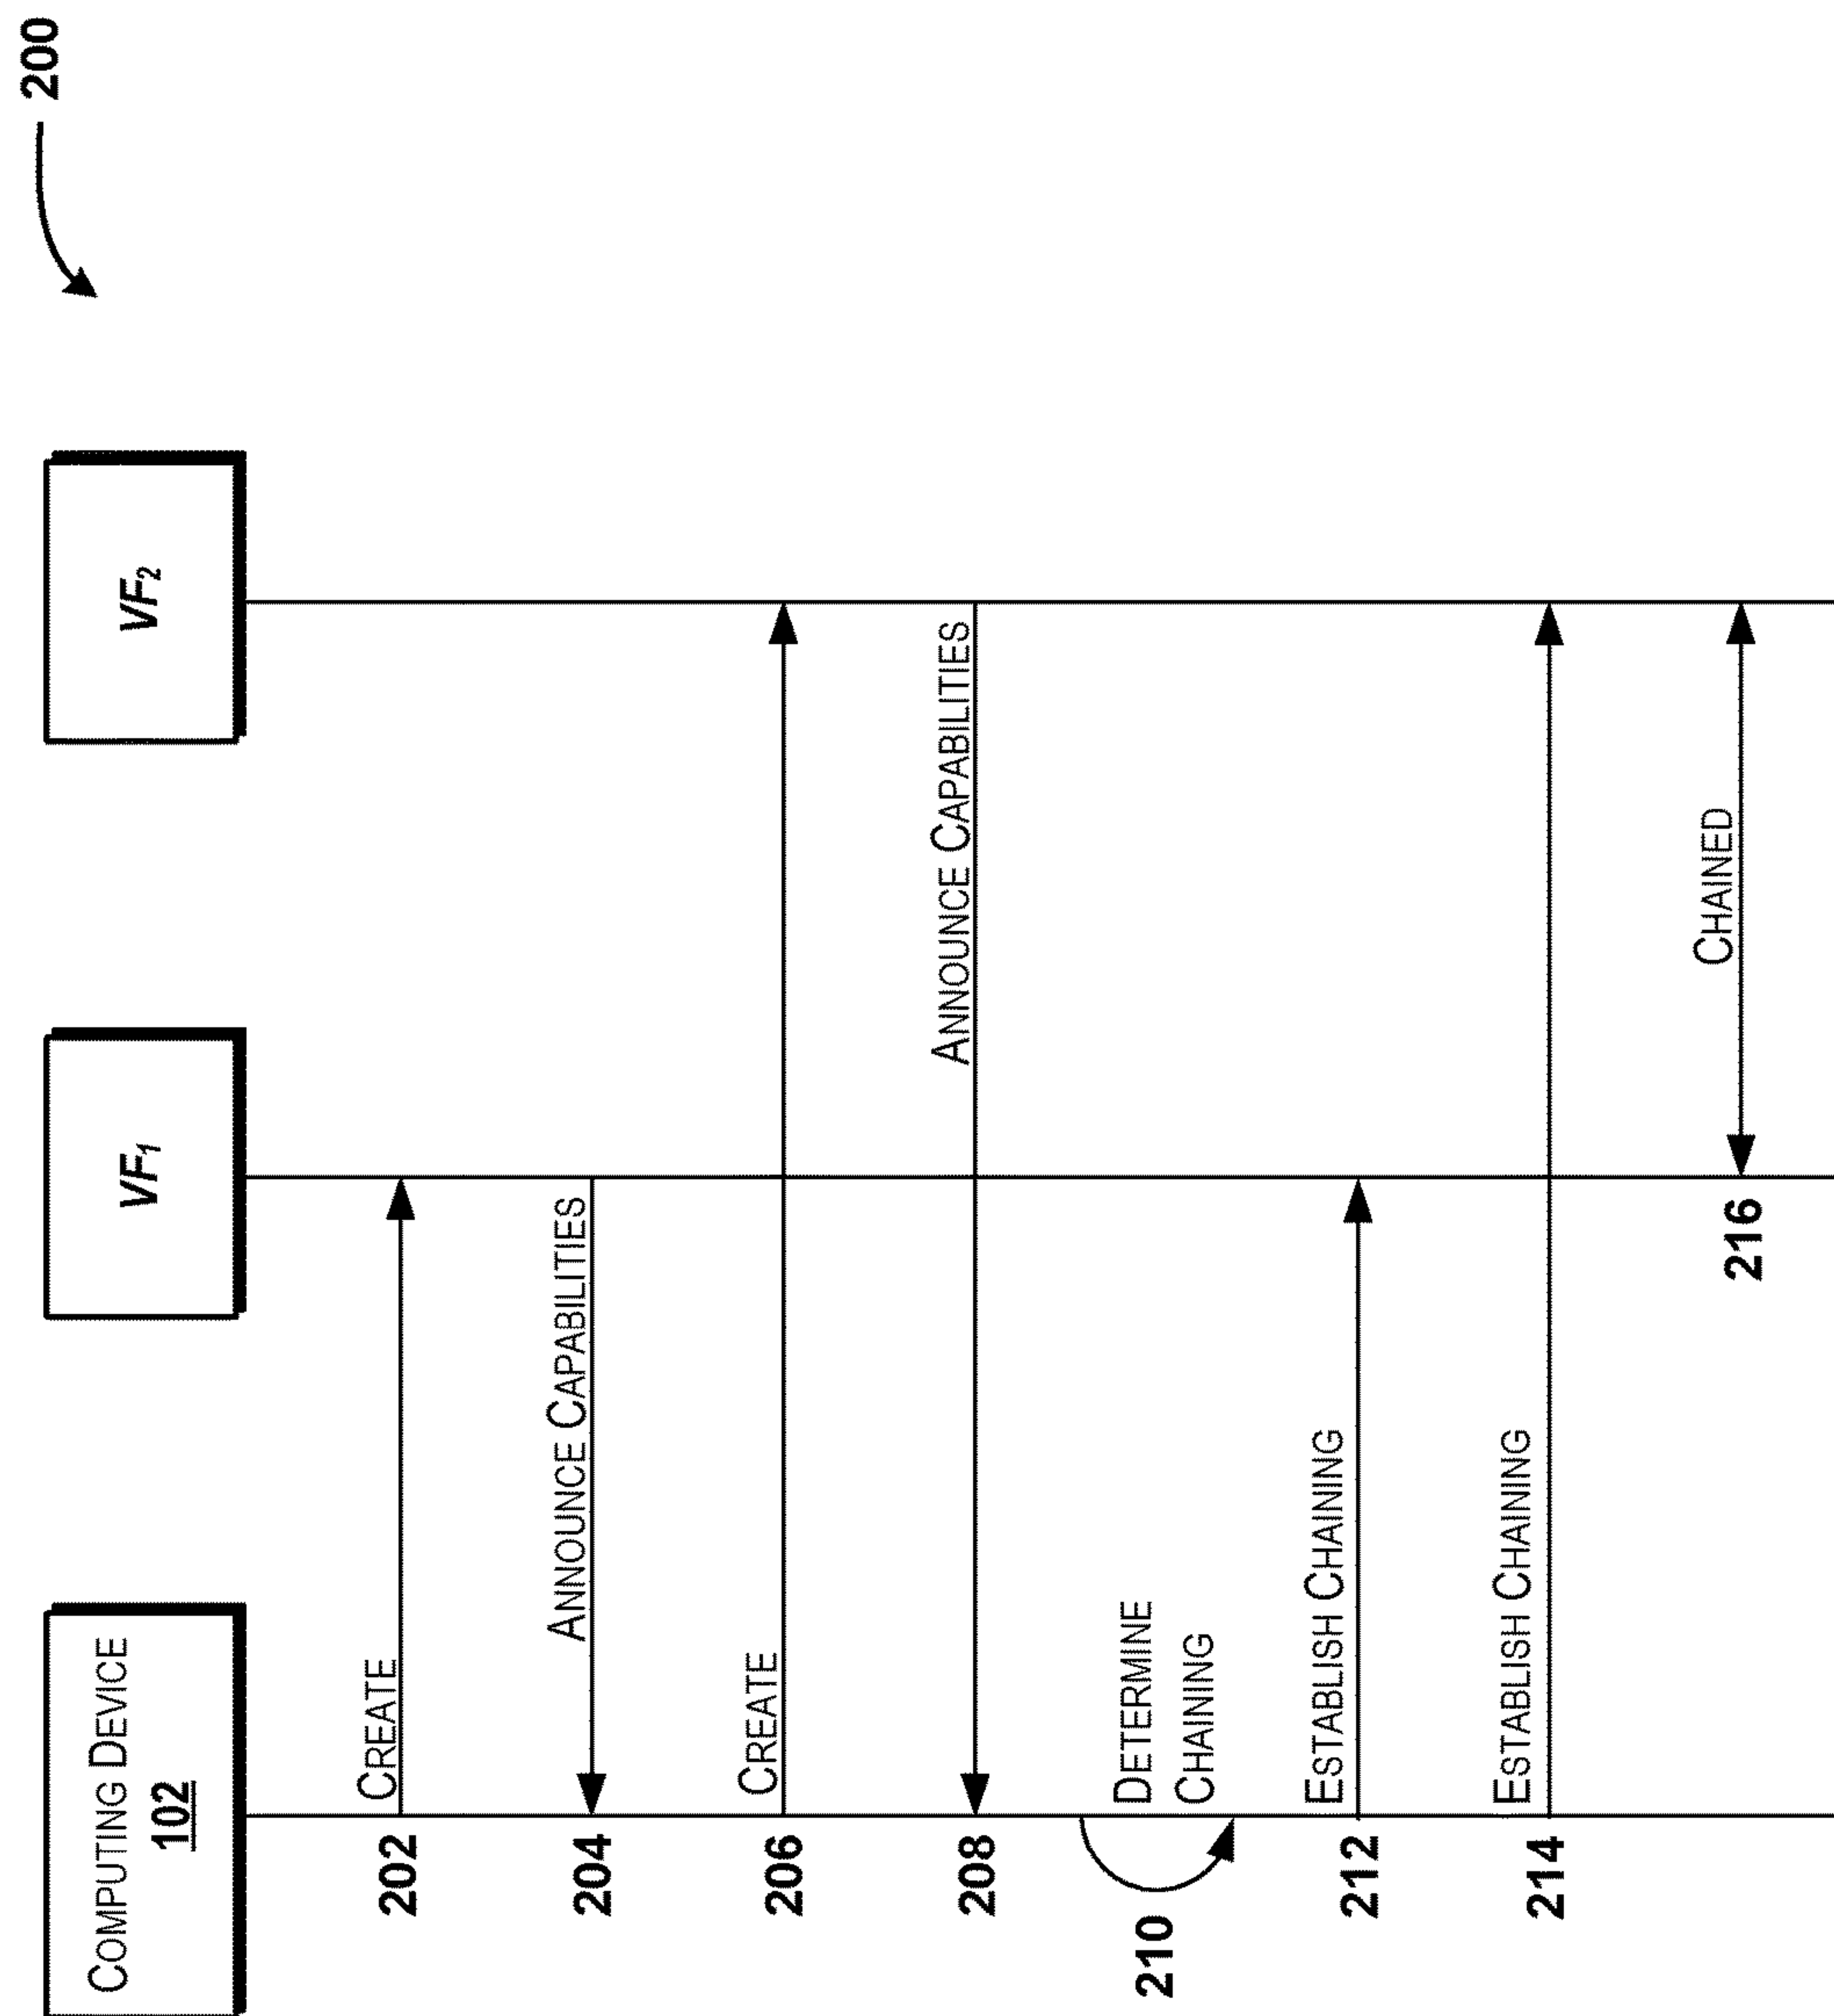 200
COMPUTING DEVICE
102
VF1
VF2
202
CREATE
204
ANNOUNCE CAPABILITIES
206
CREATE
208
ANNOUNCE CAPABILITIES
210
DETERMINE
CHAINING
212
ESTABLISH CHAINING
214
ESTABLISH CHAINING
216
CHAINED